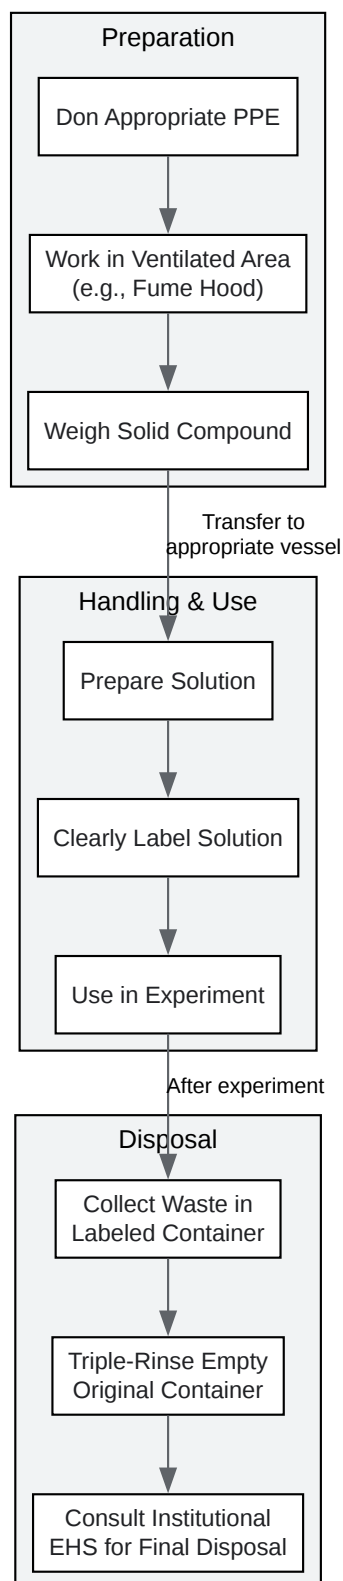 Preparation
Don Appropriate PPE
Work in Ventilated Area
(e.g., Fume Hood)
Weigh Solid Compound
Transfer to
appropriate vessel
Handling & Use
Prepare Solution
Clearly Label Solution
Use in Experiment
After experiment
Disposal
Collect Waste in
Labeled Container
Triple-Rinse Empty
Original Container
Consult Institutional
EHS for Final Disposal